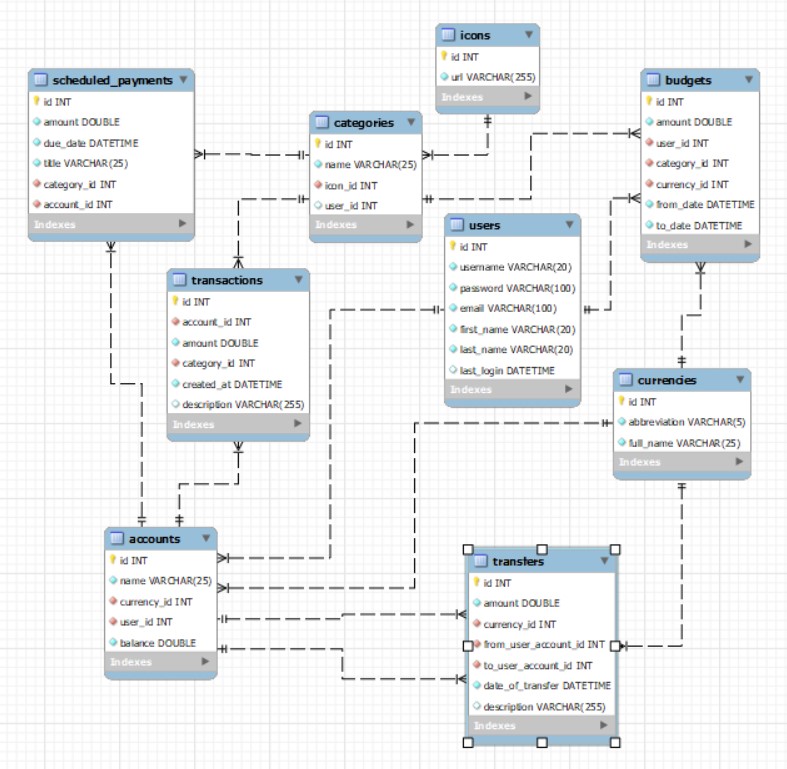 icons
id INT
url VARCHAR(255)
Indexes
scheduled_payments
id INT
amount DOUBLE
due_date DATETIME
title VARCHAR(25)
category_id INT
account_id INT
Indexes
categories
id INT
name VARCHAR(25)
icon_id INT
user_id INT
Indexes
budgets
id INT
amount DOUBLE
user_id INT
category_id INT
currency_id INT
from_date DATETIME
to_date DATETIME
Indexes
users
id INT
username VARCHAR(20)
password VARCHAR(100)
email VARCHAR(100)
first_name VARCHAR(20)
last_name VARCHAR(20)
last_login DATETIME
Indexes
transactions
id INT
account_id INT
amount DOUBLE
category_id INT
created_at DATETIME
description VARCHAR(255)
Indexes
currencies
id INT
abbreviation VARCHAR(5)
full_name VARCHAR(25)
Indexes
accounts
id INT
name VARCHAR(25)
currency_id INT
user_id INT
balance DOUBLE
Indexes
transfers
id INT
amount DOUBLE
currency_id INT
from_user_account_id INT
to_user_account_id INT
date_of_transfer DATETIME
description VARCHAR(255)
Indexes